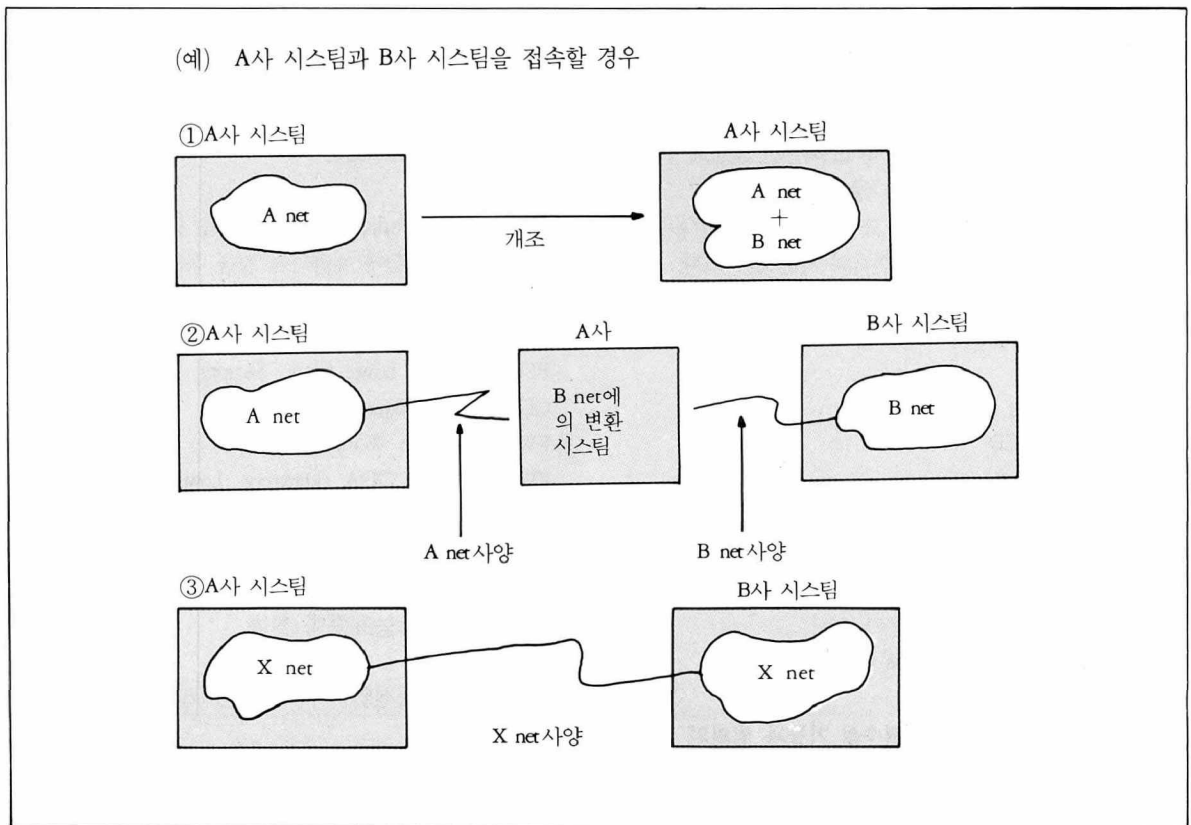 (예) A사 시스팀과 B사 시스팀을 접속할 경우
①A사 시스팀
A사 시스팀
A net
개조
A net
+
B net
②A사 시스팀
A사
B사 시스팀
A net
B net에
의 변환
시스팀
B net
A net사양
B net사양
③A사 시스팀
B사 시스팀
X net
X net
X net사양